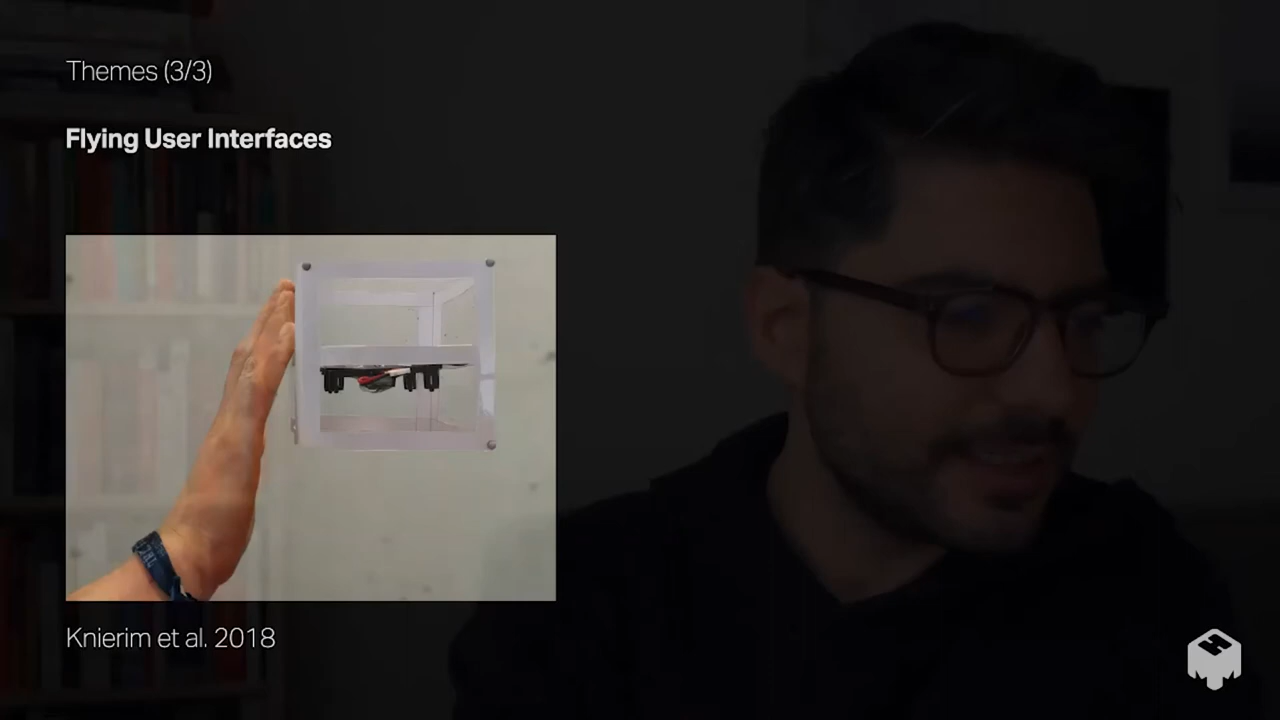 Themes (3/3)
Flying User Interfaces
Knierim et al. 2018